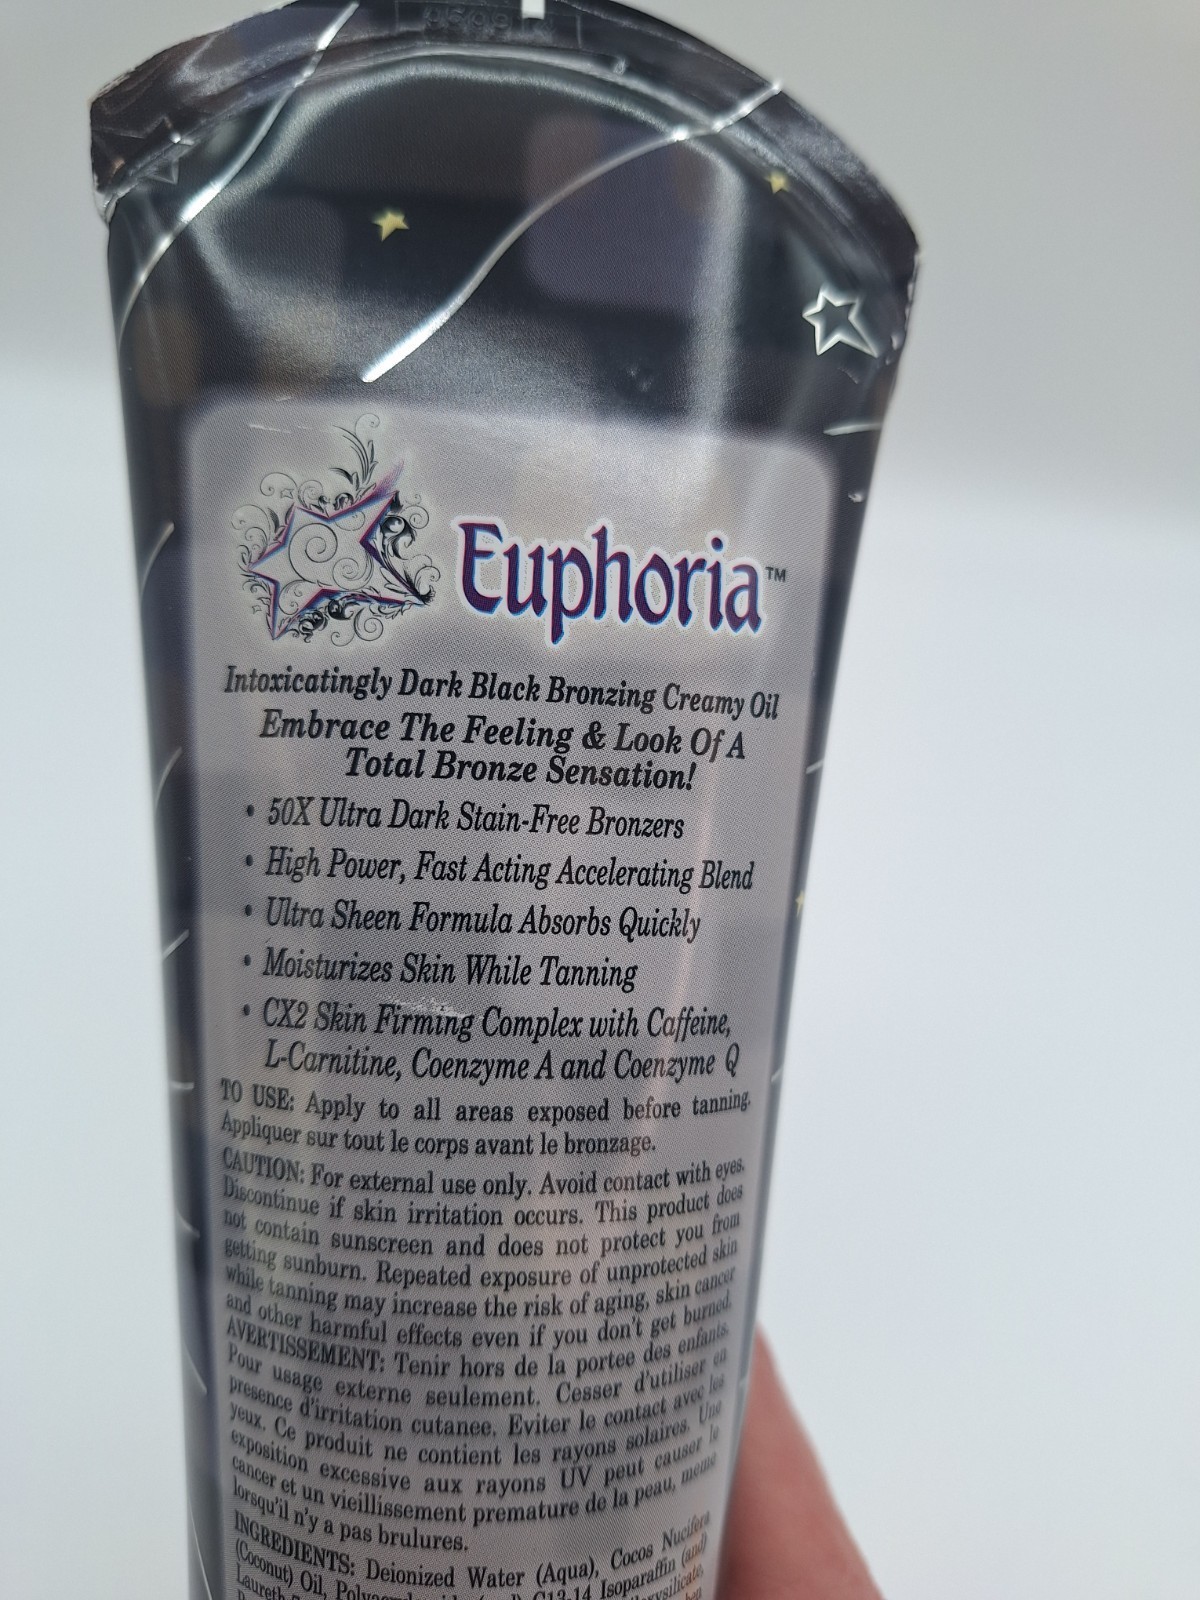 Euphoria™
Intoxicatingly Dark Black Bronzing Creamy Oil
Embrace The Feeling & Look Of A
Total Bronze Sensation!
• 50X Ultra Dark Stain-Free Bronzers
• High Power, Fast Acting Accelerating Blend
• Ultra Sheen Formula Absorbs Quickly
• Moisturizes Skin While Tanning
• CX2 Skin Firming Complex with Caffeine,
L-Carnitine, Coenzyme A and Coenzyme Q
TO USE: Apply to all areas exposed before tanning.
Appliquer sur tout le corps avant le bronzage.
CAUTION: For external use only. Avoid contact with eyes.
Discontinue if skin irritation occurs. This product does
not contain sunscreen and does not protect you from
getting sunburn. Repeated exposure of unprotected skin
while tanning may increase the risk of aging, skin cancer
and other harmful effects even if you don't get burned.
AVERTISSEMENT: Tenir hors de la portee des enfants.
Pour usage externe seulement. Cesser d'utiliser en
presence d'irritation cutanee. Eviter le contact avec les
yeux. Ce produit ne contient les rayons solaires. Une
exposition excessive aux rayons UV peut causer le
cancer et un vieillissement premature de la peau, meme
lorsqu'il n'y a pas brulures.
INGREDIENTS: Deionized Water (Aqua), Cocos Nucifera
(Coconut) Oil, C13-14 Isoparaffin (and)
Laureth